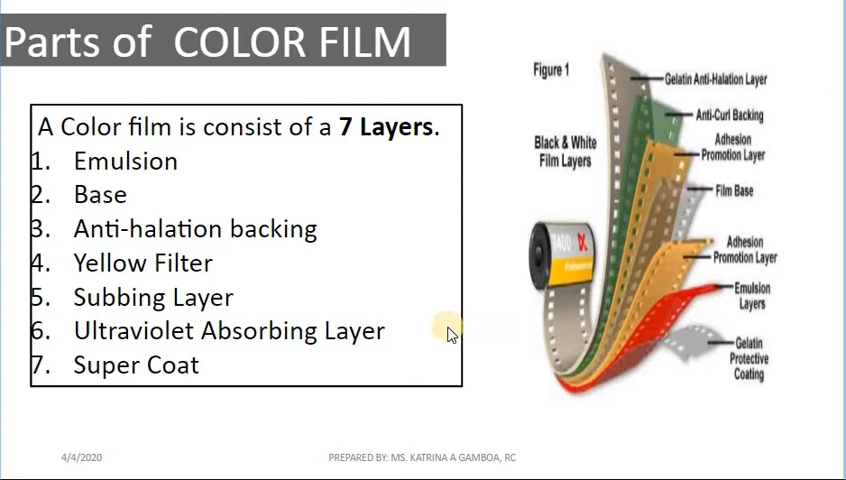 Parts of COLOR FILM
A Color film is consist of a 7 Layers.
1. Emulsion
2. Base
3. Anti-halation backing
4. Yellow Filter
5. Subbing Layer
6. Ultraviolet Absorbing Layer
7. Super Coat
Figure 1
Black & White
Film Layers
Gelatin Anti-Halation Layer
Anti-Curl Backing
Adhesion
Promotion Layer
Film Base
Adhesion
Promotion Layer
Emulsion
Layers
Gelatin
Protective
Coating
4/4/2020
PREPARED BY: MS. KATRINA A GAMBOA, RC